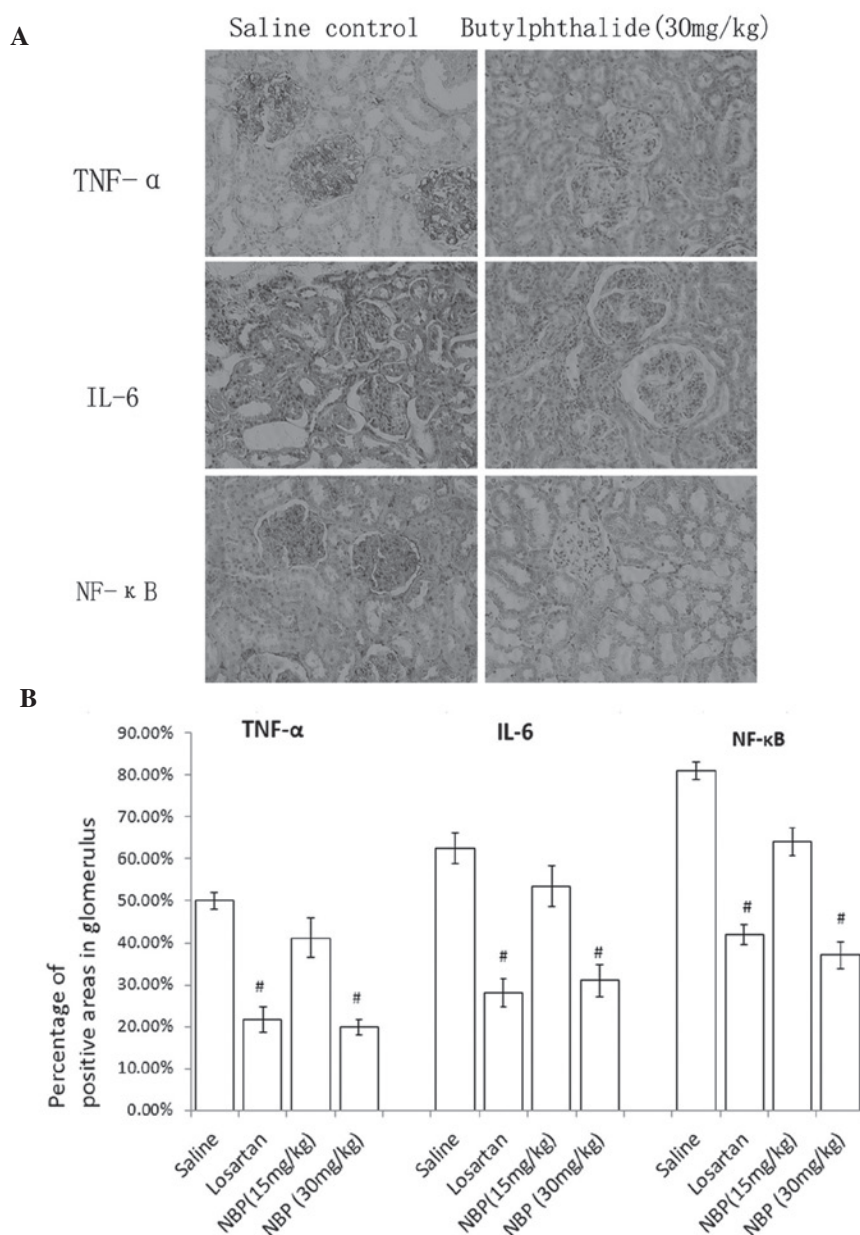 A
Saline control Butylphthalide(30mg/kg)
TNF-α
IL-6
NF-κB
B
TNF-α IL-6 NF-κB
Percentage of
positive areas in glomerulus
90.00%
80.00%
70.00%
60.00%
50.00%
40.00%
30.00%
20.00%
10.00%
0.00%
# # # # # #
Saline Losartan NBP(15mg/kg) NBP (30mg/kg) Saline Losartan NBP(15mg/kg) NBP (30mg/kg) Saline Losartan NBP(15mg/kg) NBP (30mg/kg)